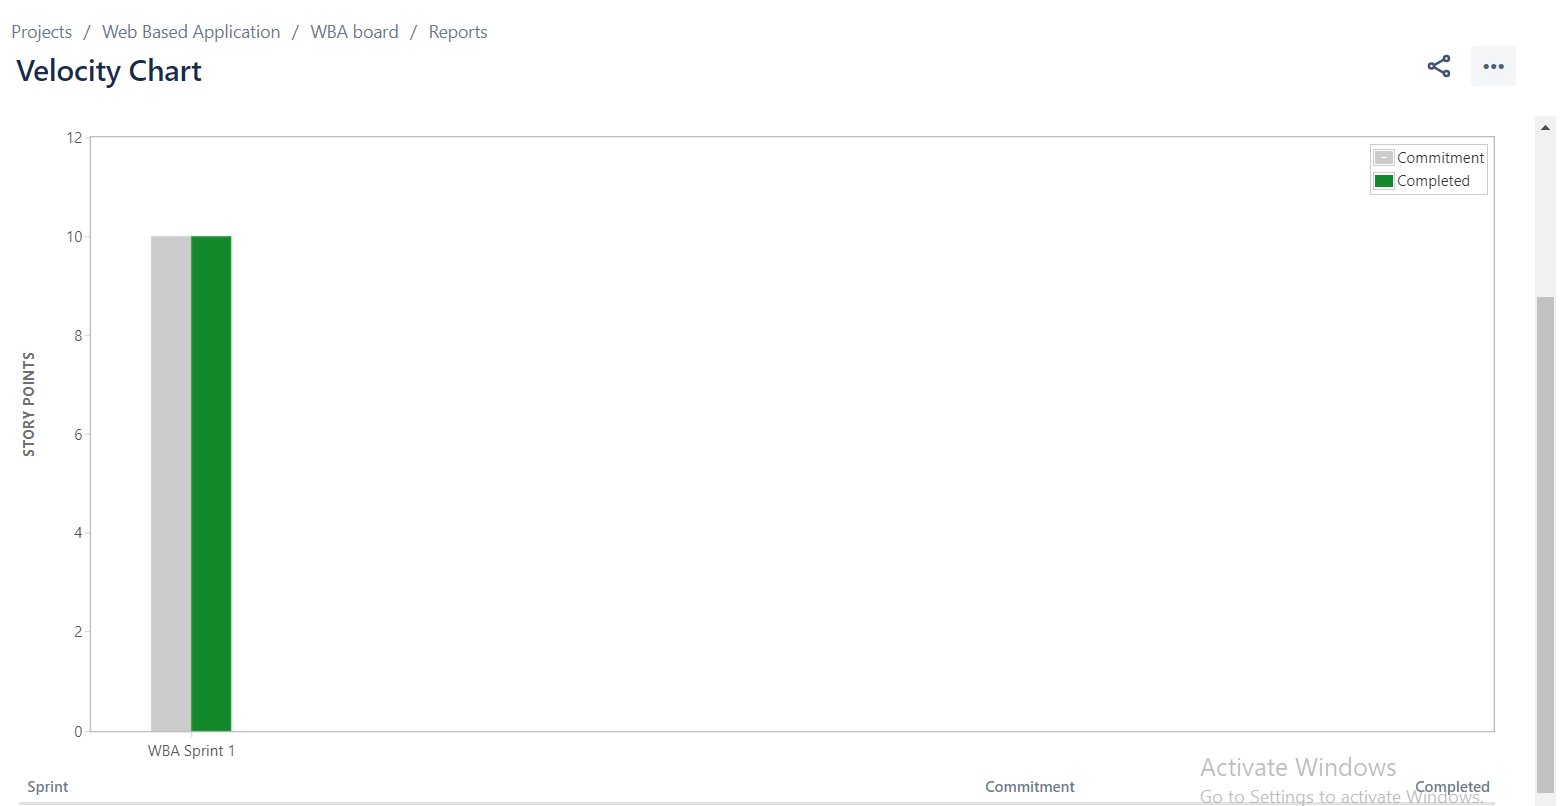 Projects / Web Based Application / WBA board / Reports
Velocity Chart
12
Commitment
Completed
10
8
STORY POINTS
6
4
2
0
WBA Sprint 1
Activate Windows
Sprint Commitment Completed
Go to Settings to activate Windows.